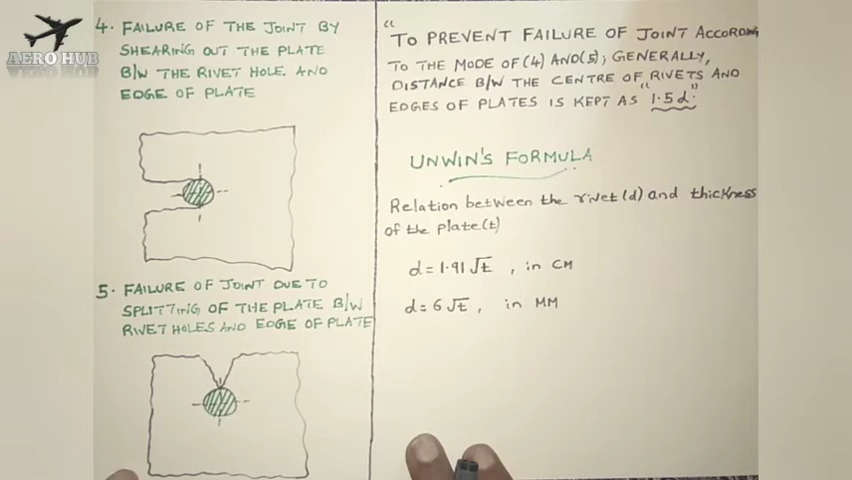 AERO HUB
4. FAILURE OF THE JOINT BY
SHEARING OUT THE PLATE
B/W THE RIVET HOLE AND
EDGE OF PLATE
5. FAILURE OF JOINT DUE TO
SPLITTING OF THE PLATE B/W
RIVET HOLES AND EDGE OF PLATE
"TO PREVENT FAILURE OF JOINT ACCORDING
TO THE MODE OF (4) AND (5); GENERALLY,
DISTANCE B/W THE CENTRE OF RIVETS AND
EDGES OF PLATES IS KEPT AS "1.5d."
UNWIN'S FORMULA
Relation between the rivet (d) and thickness
of the plate (t)
d = 1.91 √t , in CM
d = 6 √t , in MM